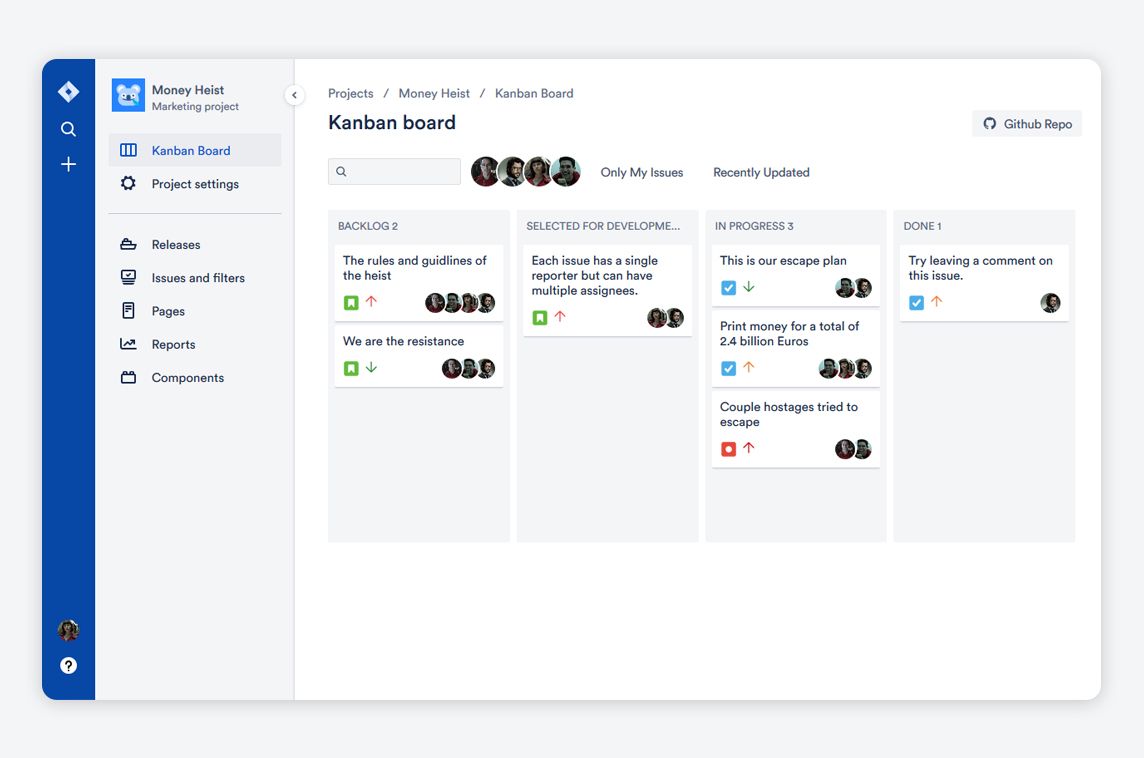 Money Heist
Marketing project
Kanban Board
Project settings
Releases
Issues and filters
Pages
Reports
Components
?
Projects / Money Heist / Kanban Board
Kanban board
Github Repo
Only My Issues
Recently Updated
BACKLOG 2
The rules and guidlines of
the heist
We are the resistance
SELECTED FOR DEVELOPME...
Each issue has a single
reporter but can have
multiple assignees.
IN PROGRESS 3
This is our escape plan
Print money for a total of
2.4 billion Euros
Couple hostages tried to
escape
DONE 1
Try leaving a comment on
this issue.